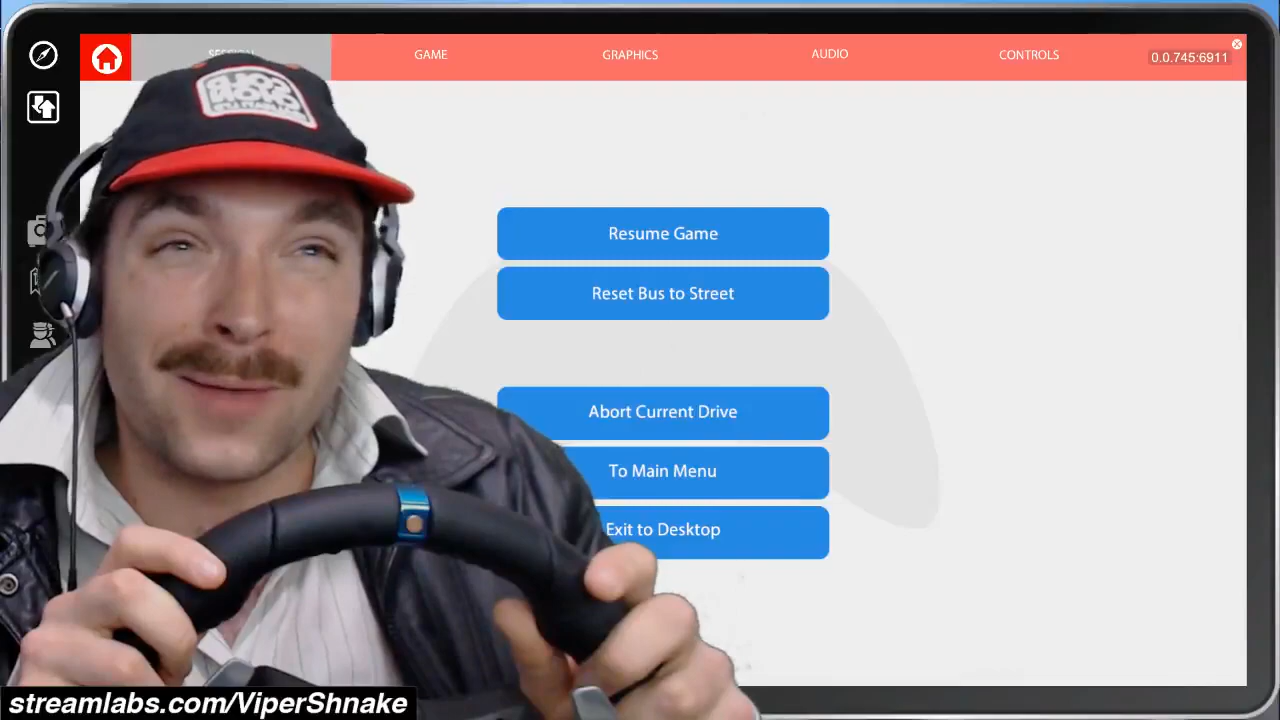 SESSION
GAME
GRAPHICS
AUDIO
CONTROLS
0.0.745:6911
Resume Game
Reset Bus to Street
Abort Current Drive
To Main Menu
Exit to Desktop
streamlabs.com/ViperShnake